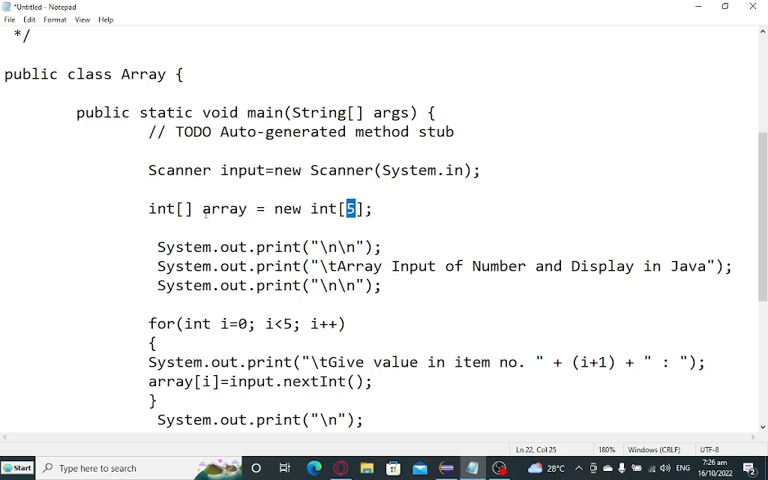 *Untitled - Notepad
File Edit Format View Help
*/
public class Array {
public static void main(String[] args) {
// TODO Auto-generated method stub
Scanner input=new Scanner(System.in);
int[] array = new int[5];
System.out.print("\n\n");
System.out.print("\tArray Input of Number and Display in Java");
System.out.print("\n\n");
for(int i=0; i<5; i++)
{
System.out.print("\tGive value in item no. " + (i+1) + " : ");
array[i]=input.nextInt();
}
System.out.print("\n");
Ln 22, Col 25 180% Windows (CRLF) UTF-8
Start Type here to search 28°C ENG 7:26 am
16/10/2022 2